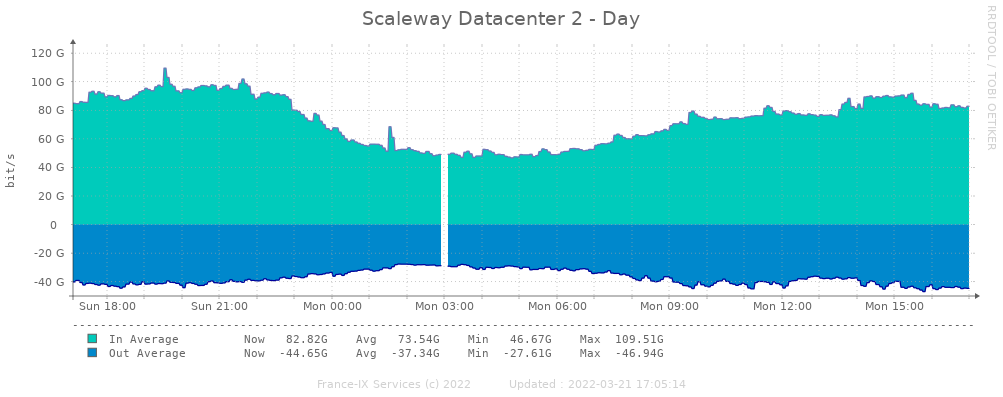 Scaleway Datacenter 2 - Day
RRDTOOL / TOBI OETIKER
bit/s
120 G
100 G
80 G
60 G
40 G
20 G
0
-20 G
-40 G
Sun 18:00 Sun 21:00 Mon 00:00 Mon 03:00 Mon 06:00 Mon 09:00 Mon 12:00 Mon 15:00
In Average Now 82.82G Avg 73.54G Min 46.67G Max 109.51G
Out Average Now -44.65G Avg -37.34G Min -27.61G Max -46.94G
France-IX Services (c) 2022 Updated : 2022-03-21 17:05:14